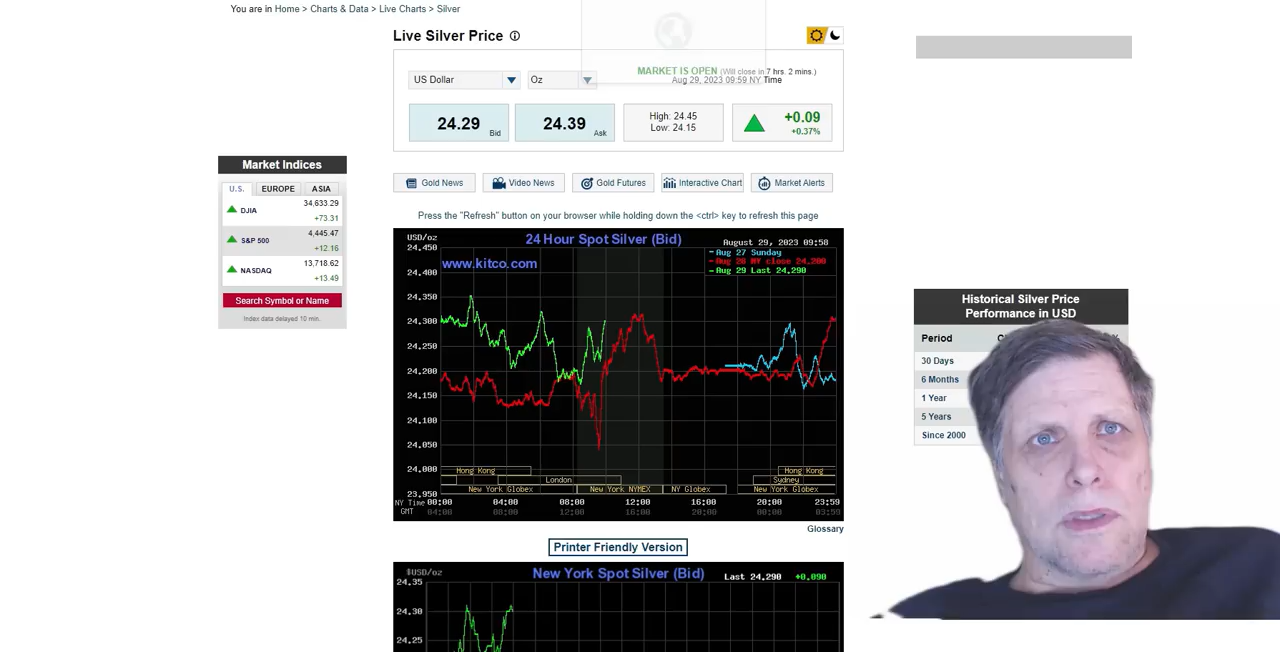 You are in Home > Charts & Data > Live Charts > Silver
Live Silver Price
US Dollar
Oz
MARKET IS OPEN (Will close in 7 hrs. 2 mins.)
Aug 29, 2023 09:59 NY Time
24.29 Bid
24.39 Ask
High: 24.45
Low: 24.15
+0.09
+0.37%
Market Indices
U.S. EUROPE ASIA
34,633.29
DJIA
+73.31
4,445.47
S&P 500
+12.16
13,718.62
NASDAQ
+13.49
Search Symbol or Name
Index data delayed 10 min.
Gold News
Video News
Gold Futures
Interactive Chart
Market Alerts
Press the "Refresh" button on your browser while holding down the <ctrl> key to refresh this page
USD/oz
24 Hour Spot Silver (Bid)
August 29, 2023 09:58
www.kitco.com
Aug 27 Sunday
Aug 28 NY close 24.200
Aug 29 Last 24.290
24,450
24,400
24,350
24,300
24,250
24,200
24,150
24,100
24,050
24,000
23,950
Hong Kong
Hong Kong
London
Sydney
New York Globex
New York NYMEX
NY Globex
New York Globex
NY Time 00:00 04:00 08:00 12:00 16:00 20:00 23:59
GMT 04:00 08:00 12:00 16:00 20:00 00:00 03:59
Glossary
Printer Friendly Version
$USD/oz
New York Spot Silver (Bid)
Last 24.290 +0.090
24.35
24.30
24.25
Historical Silver Price
Performance in USD
Period
%
30 Days
6 Months
1 Year
5 Years
Since 2000